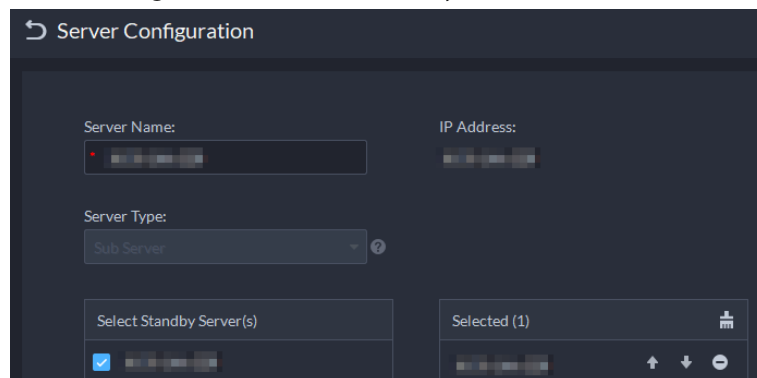 Server Configuration
Server Name:
IP Address:
*
Server Type:
Sub Server
Select Standby Server(s)
Selected (1)